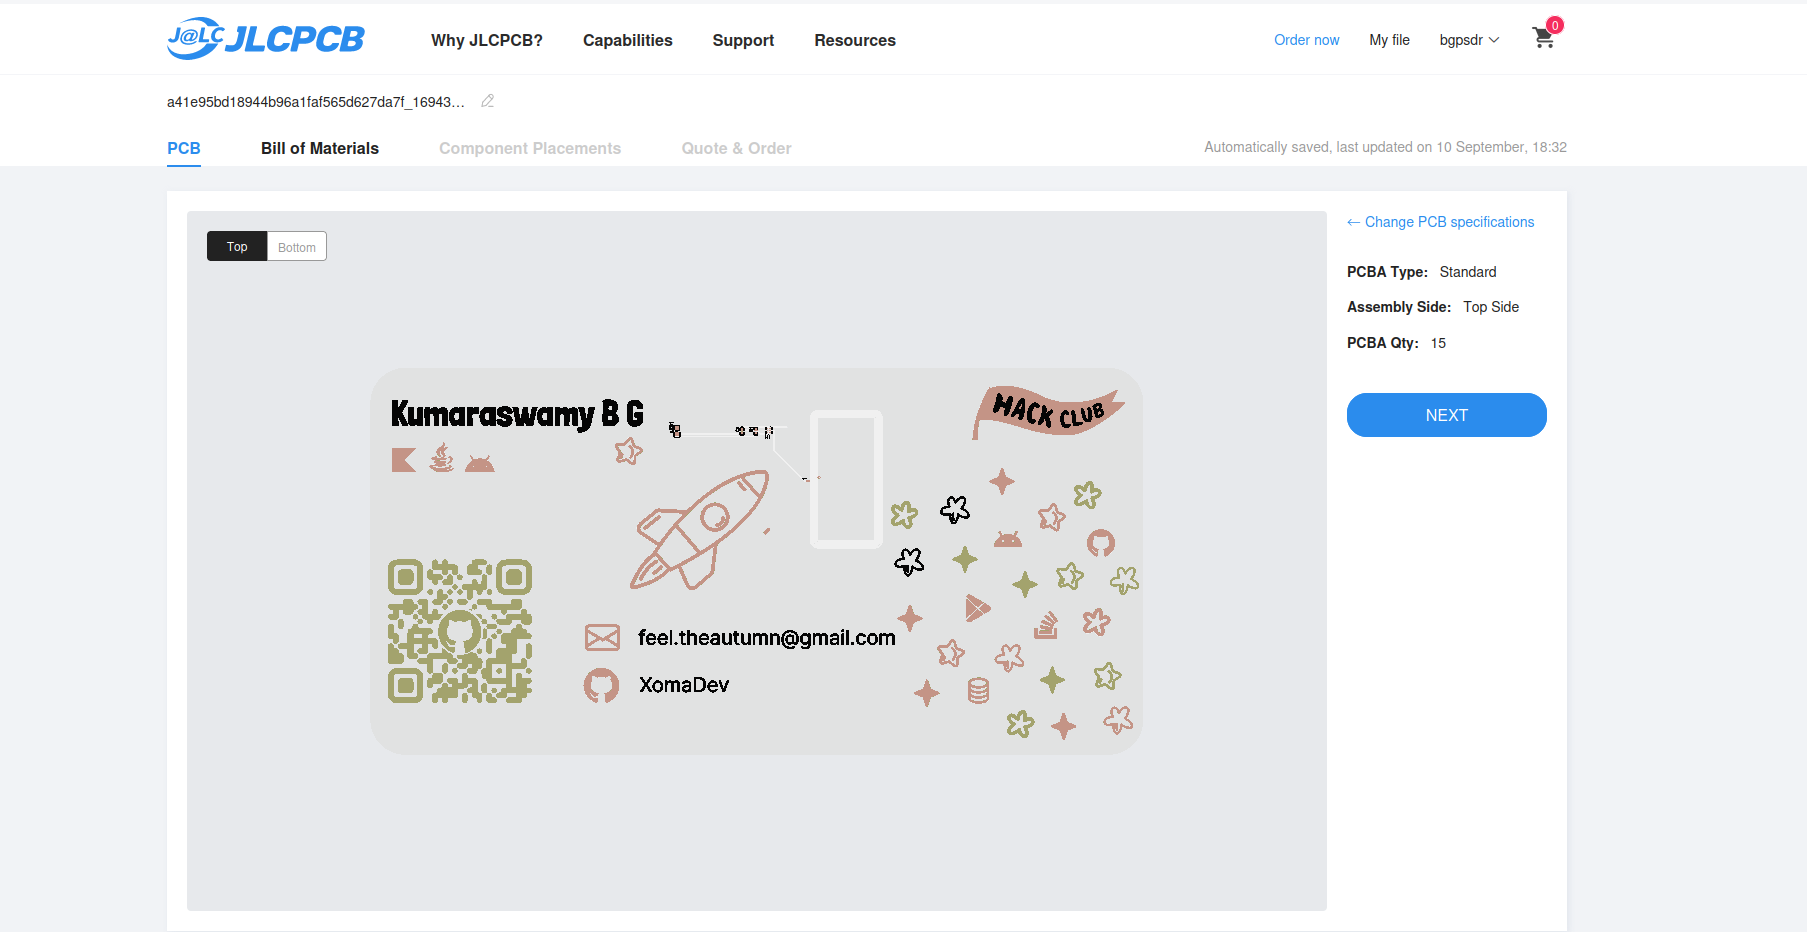 J@LC JLCPCB
Why JLCPCB? Capabilities Support Resources
Order now My file bgpsdr 0
a41e95bd18944b96a1faf565d627da7f_16943...
PCB Bill of Materials Component Placements Quote & Order
Automatically saved, last updated on 10 September, 18:32
Top Bottom
← Change PCB specifications
PCBA Type: Standard
Assembly Side: Top Side
PCBA Qty: 15
NEXT
Kumaraswamy B G
HACK CLUB
feel.theautumn@gmail.com
XomaDev